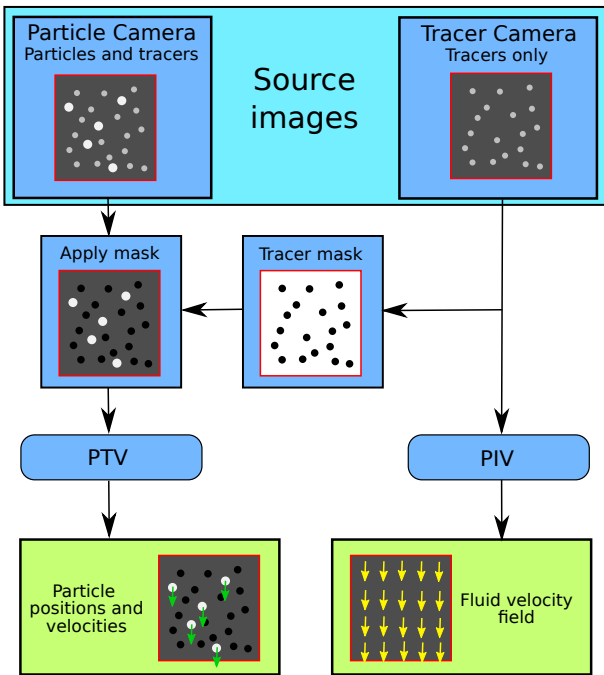 Particle Camera
Particles and tracers
Source
images
Tracer Camera
Tracers only
Apply mask
Tracer mask
PTV
PIV
Particle
positions and
velocities
Fluid velocity
field